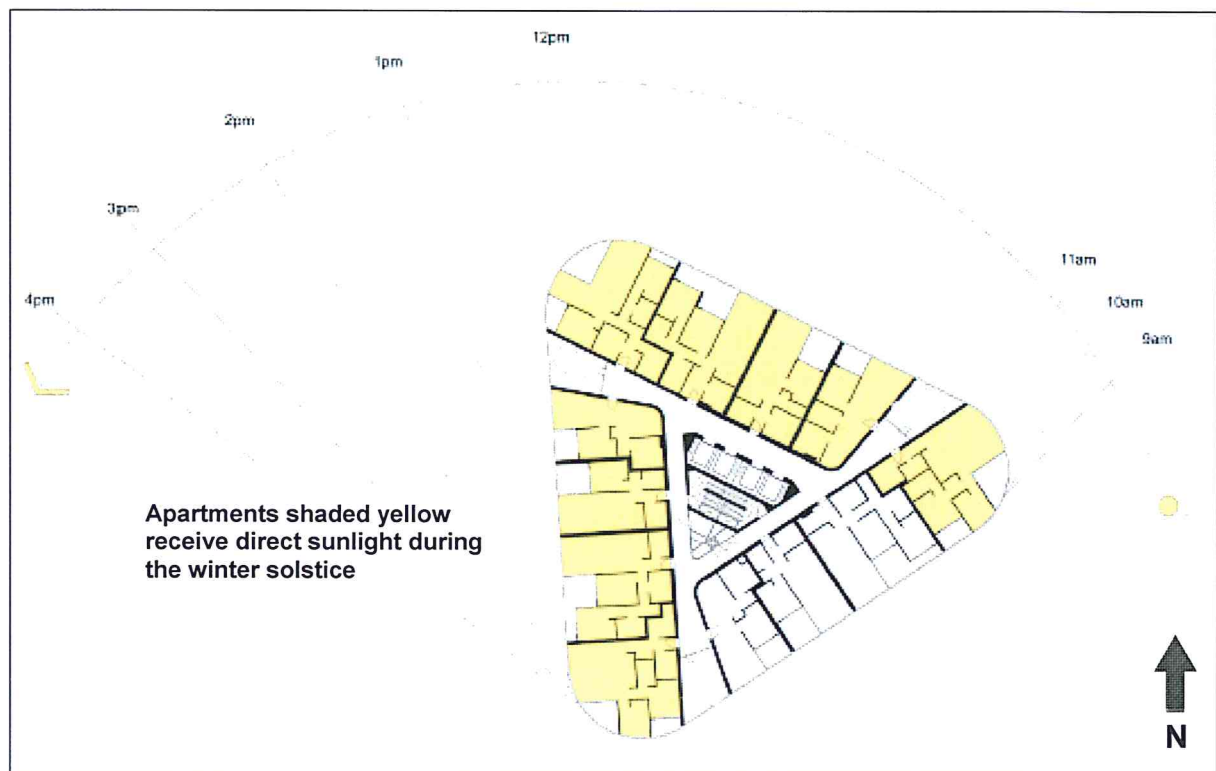 12pm
1pm
2pm
3pm
4pm
11am
10am
9am
Apartments shaded yellow
receive direct sunlight during
the winter solstice
N